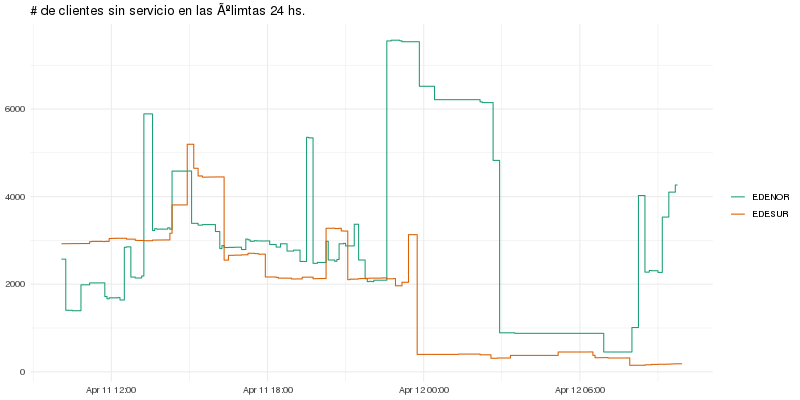 # de clientes sin servicio en las Ãºlimtas 24 hs.
6000
4000
2000
0
Apr 11 12:00
Apr 11 18:00
Apr 12 00:00
Apr 12 06:00
EDENOR
EDESUR